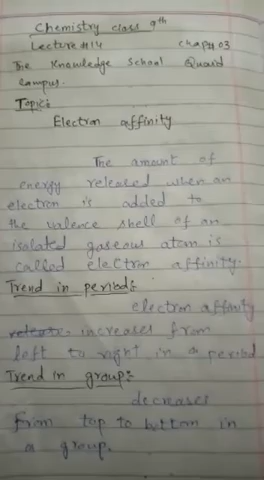 Chemistry class 9th
Lecture #14 chap# 03
The Knowledge School Quaid
campus.
Topic:
Electron affinity
The amount of
energy released when an
electron is added to
the valence shell of an
isolated gaseous atom is
called electron affinity.
Trend in period:
electron affinity
increases from
left to right in a period
Trend in group:
decreases
from top to bottom in
a group.